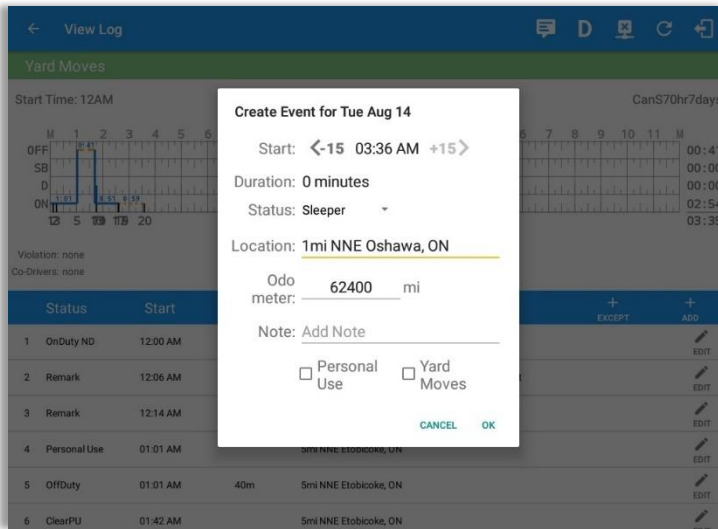 View Log
D
Yard Moves
Start Time: 12AM
CanS70hr7days
M 1 2 3 4 5 6
6 7 8 9 10 11 M
OFF
00:41
SB
00:00
D
00:00
ON
02:54
03:35
Violation: none
Co-Drivers: none
Create Event for Tue Aug 14
Start: -15 03:36 AM +15
Duration: 0 minutes
Status: Sleeper
Location: 1mi NNE Oshawa, ON
Odo
meter: 62400 mi
Note: Add Note
Personal
Use
Yard
Moves
CANCEL OK
Status Start
EXCEPT ADD
1 OnDuty ND 12:00 AM EDIT
2 Remark 12:06 AM EDIT
3 Remark 12:14 AM EDIT
4 Personal Use 01:01 AM 5mi NNE Etobicoke, ON EDIT
5 OffDuty 01:01 AM 40m 5mi NNE Etobicoke, ON EDIT
6 ClearPU 01:42 AM 5mi NNE Etobicoke, ON